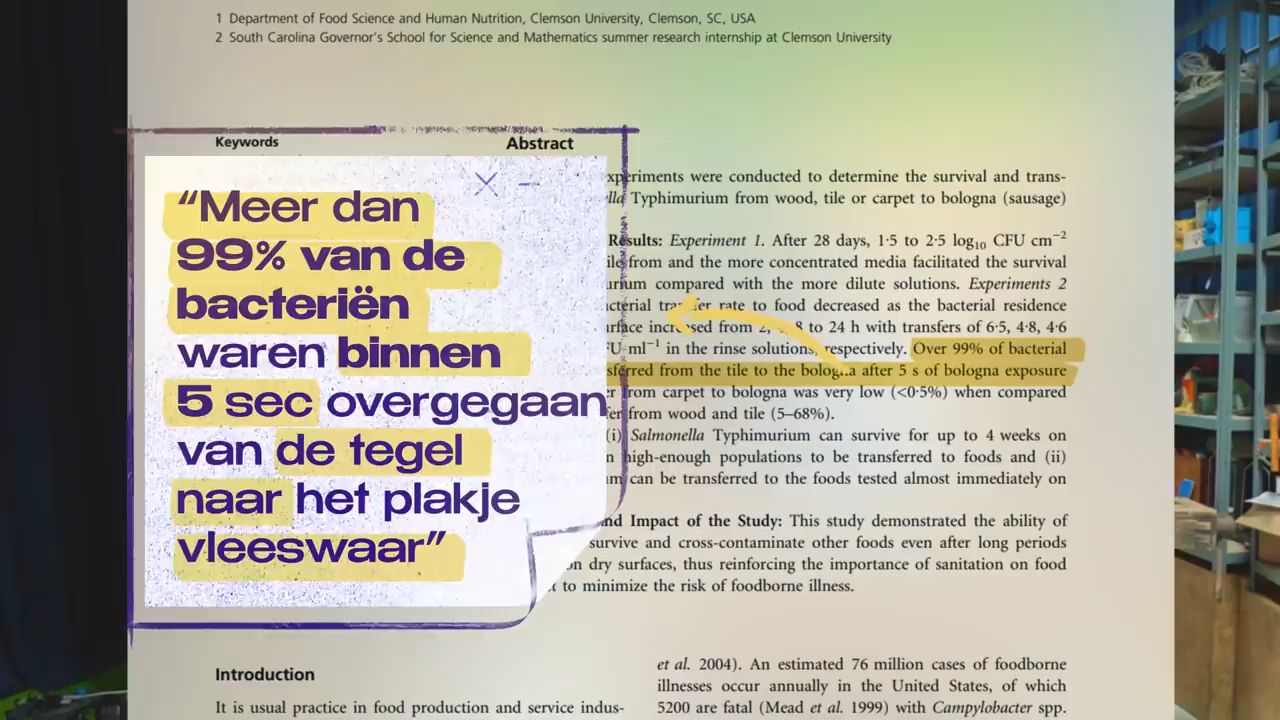 1 Department of Food Science and Human Nutrition, Clemson University, Clemson, SC, USA
2 South Carolina Governor's School for Science and Mathematics summer research internship at Clemson University
Keywords
Abstract
“Meer dan
99% van de
bacteriën
waren binnen
5 sec overgegaan
van de tegel
naar het plakje
vleeswaar”
experiments were conducted to determine the survival and trans-
Typhimurium from wood, tile or carpet to bologna (sausage)
Results: Experiment 1. After 28 days, 1·5 to 2·5 log10 CFU cm−2
from and the more concentrated media facilitated the survival
compared with the more dilute solutions. Experiments 2
transfer rate to food decreased as the bacterial residence
increased from 2, 8 to 24 h with transfers of 6·5, 4·8, 4·6
ml−1 in the rinse solutions, respectively. Over 99% of bacterial
from the tile to the bologna after 5 s of bologna exposure
from carpet to bologna was very low (<0·5%) when compared
from wood and tile (5–68%).
(i) Salmonella Typhimurium can survive for up to 4 weeks on
high-enough populations to be transferred to foods and (ii)
can be transferred to the foods tested almost immediately on
and Impact of the Study: This study demonstrated the ability of
survive and cross-contaminate other foods even after long periods
on dry surfaces, thus reinforcing the importance of sanitation on food
to minimize the risk of foodborne illness.
Introduction
It is usual practice in food production and service indus-
et al. 2004). An estimated 76 million cases of foodborne
illnesses occur annually in the United States, of which
5200 are fatal (Mead et al. 1999) with Campylobacter spp.